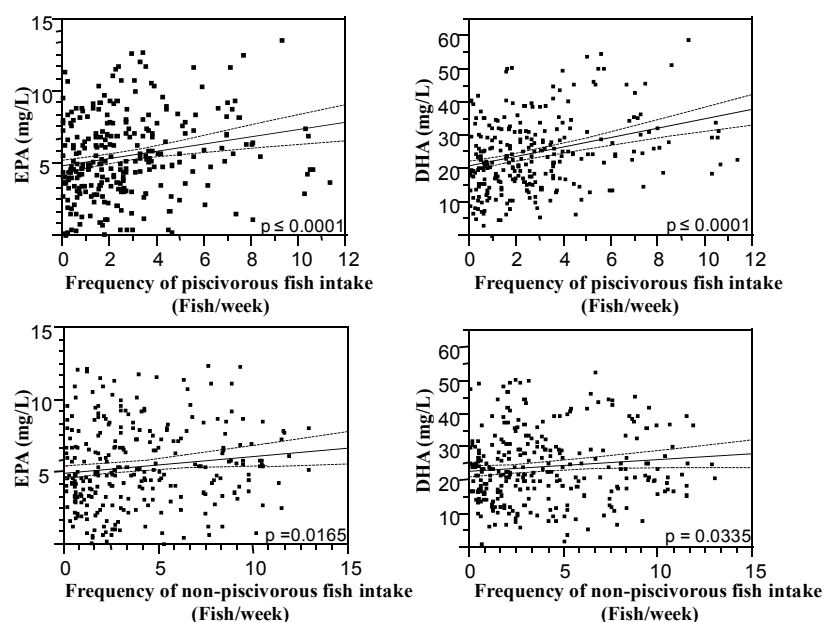 15
10
5
EPA (mg/L)
p ≤ 0.0001
0 2 4 6 8 10 12
Frequency of piscivorous fish intake
(Fish/week)
60
50
40
30
20
10
DHA (mg/L)
p ≤ 0.0001
0 2 4 6 8 10 12
Frequency of piscivorous fish intake
(Fish/week)
15
10
5
EPA (mg/L)
p =0.0165
0 5 10 15
Frequency of non-piscivorous fish intake
(Fish/week)
60
50
40
30
20
10
DHA (mg/L)
p = 0.0335
0 5 10 15
Frequency of non-piscivorous fish intake
(Fish/week)